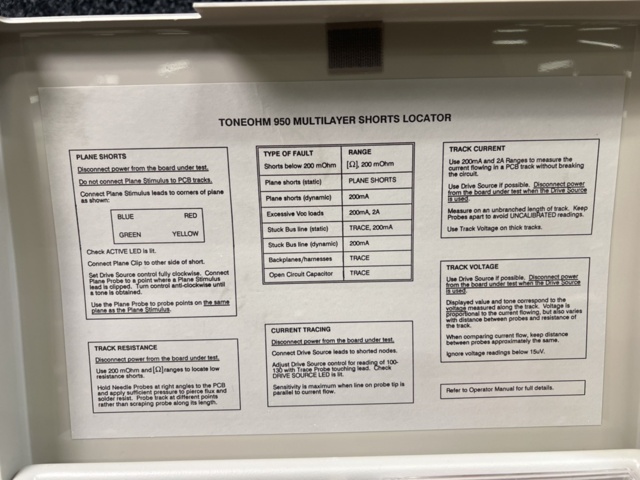 TONEOHM 950 MULTILAYER SHORTS LOCATOR
PLANE SHORTS
Disconnect power from the board under test.
Do not connect Plane Stimulus to PCB tracks.
Connect Plane Stimulus leads to corners of plane
as shown:
BLUE RED
GREEN YELLOW
Check ACTIVE LED is lit.
Connect Plane Clip to other side of short.
Set Drive Source control fully clockwise. Connect
Plane Probe to a point where a Plane Stimulus
lead is clipped. Turn control anti-clockwise until
a tone is obtained.
Use the Plane Probe to probe points on the same
plane as the Plane Stimulus.
TRACK RESISTANCE
Disconnect power from the board under test.
Use 200 mOhm and [Ω] ranges to locate low
resistance shorts.
Hold Needle Probes at right angles to the PCB
and apply sufficient pressure to pierce flux and
solder resist. Probe track at different points
rather than scraping probe along its length.
TYPE OF FAULT RANGE
Shorts below 200 mOhm [Ω], 200 mOhm
Plane shorts (static) PLANE SHORTS
Plane shorts (dynamic) 200mA
Excessive Vcc loads 200mA, 2A
Stuck Bus line (static) TRACE, 200mA
Stuck Bus line (dynamic) 200mA
Backplanes/harnesses TRACE
Open Circuit Capacitor TRACE
CURRENT TRACING
Disconnect power from the board under test.
Connect Drive Source leads to shorted nodes.
Adjust Drive Source control for reading of 100-
130 with Trace Probe touching lead. Check
DRIVE SOURCE LED is lit.
Sensitivity is maximum when line on probe tip is
parallel to current flow.
TRACK CURRENT
Use 200mA and 2A Ranges to measure the
current flowing in a PCB track without breaking
the circuit.
Use Drive Source if possible. Disconnect power
from the board under test when the Drive Source
is used.
Measure on an unbranched length of track. Keep
Probes apart to avoid UNCALIBRATED readings.
Use Track Voltage on thick tracks.
TRACK VOLTAGE
Use Drive Source if possible. Disconnect power
from the board under test when the Drive Source
is used.
Displayed value and tone correspond to the
voltage measured along the track. Voltage is
proportional to the current flowing, but also varies
with distance between probes and resistance of
the track.
When comparing current flow, keep distance
between probes approximately the same.
Ignore voltage readings below 15uV.
Refer to Operator Manual for full details.